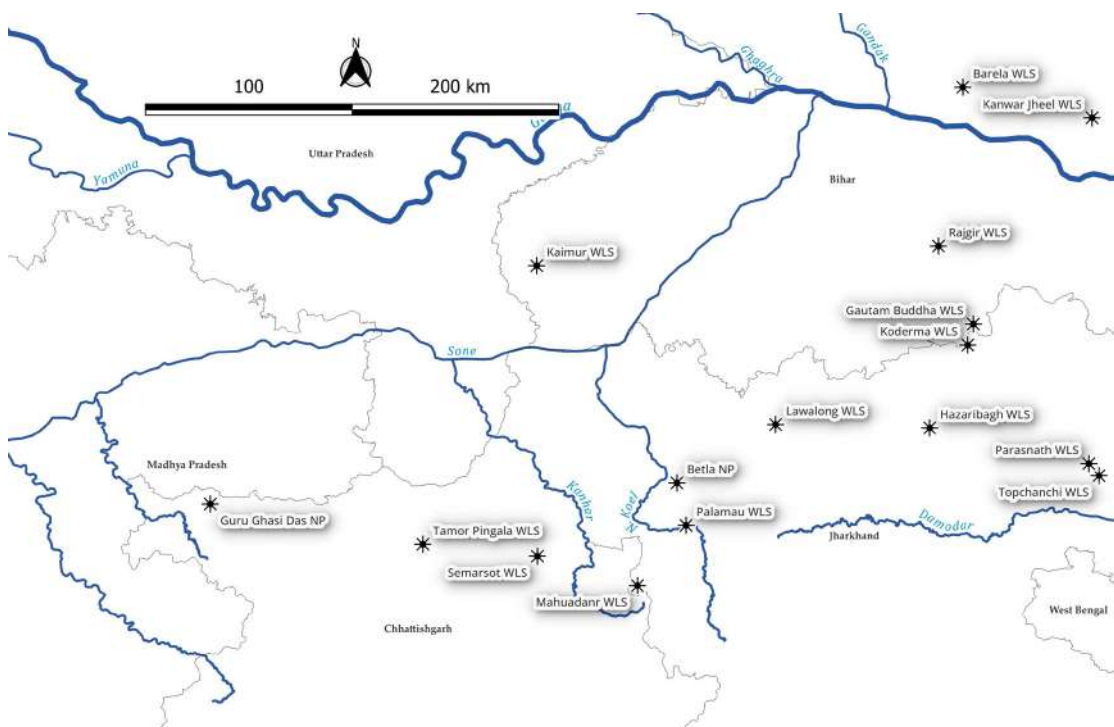 N
100
200 km
Ghaghra
Gandak
Barela WLS
Kanwar Jheel WLS
Uttar Pradesh
Yamuna
Bihar
Rajgir WLS
Kaimur WLS
Gautam Buddha WLS
Koderma WLS
Sone
Lawalong WLS
Hazaribagh WLS
Parasnath WLS
Madhya Pradesh
Betla NP
Topchanchi WLS
Guru Ghasi Das NP
Kanhar
N Koel
Palamau WLS
Damodar
Tamor Pingala WLS
Jharkhand
Semarsot WLS
Mahuadanr WLS
West Bengal
Chhattishgarh